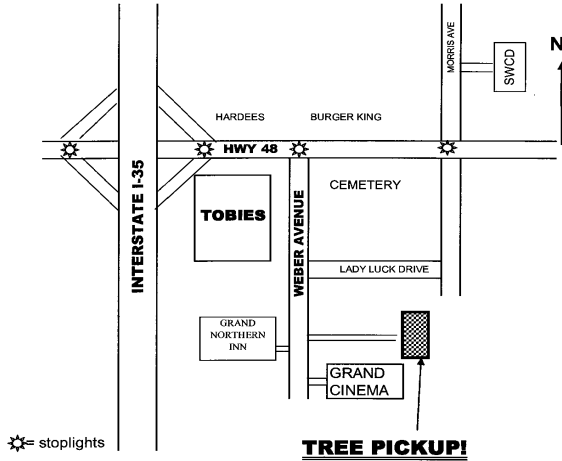 MORRIS AVE
SWCD
N
HARDEES
BURGER KING
HWY 48
INTERSTATE I-35
TOBIES
WEBER AVENUE
CEMETERY
LADY LUCK DRIVE
GRAND
NORTHERN
INN
GRAND
CINEMA
= stoplights
TREE PICKUP!